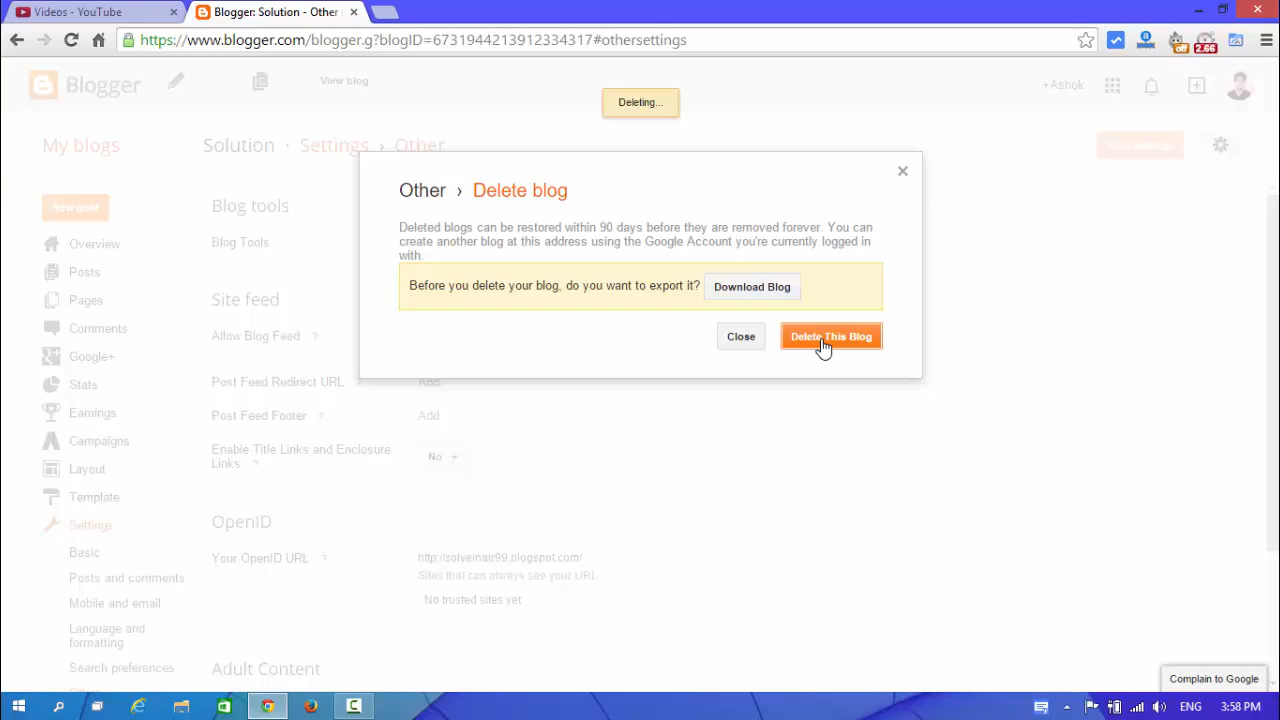 Videos - YouTube
Blogger: Solution - Other
https://www.blogger.com/blogger.g?blogID=6731944213912334317#othersettings
off
2.66
Blogger
View blog
+Ashok
Deleting...
My blogs
Solution · Settings › Other
Other › Delete blog
Deleted blogs can be restored within 90 days before they are removed forever. You can
create another blog at this address using the Google Account you're currently logged in
with.
Before you delete your blog, do you want to export it? Download Blog
Close
Delete This Blog
New post
Overview
Posts
Pages
Comments
Google+
Stats
Earnings
Campaigns
Layout
Template
Settings
Basic
Posts and comments
Mobile and email
Language and
formatting
Search preferences
Blog tools
Blog Tools
Site feed
Allow Blog Feed ?
Post Feed Redirect URL ? Add
Post Feed Footer ? Add
Enable Title Links and Enclosure
Links ?
No
OpenID
Your OpenID URL ?
http://solveinair99.blogspot.com/
Sites that can always see your URL
No trusted sites yet
Adult Content
Complain to Google
ENG
3:58 PM